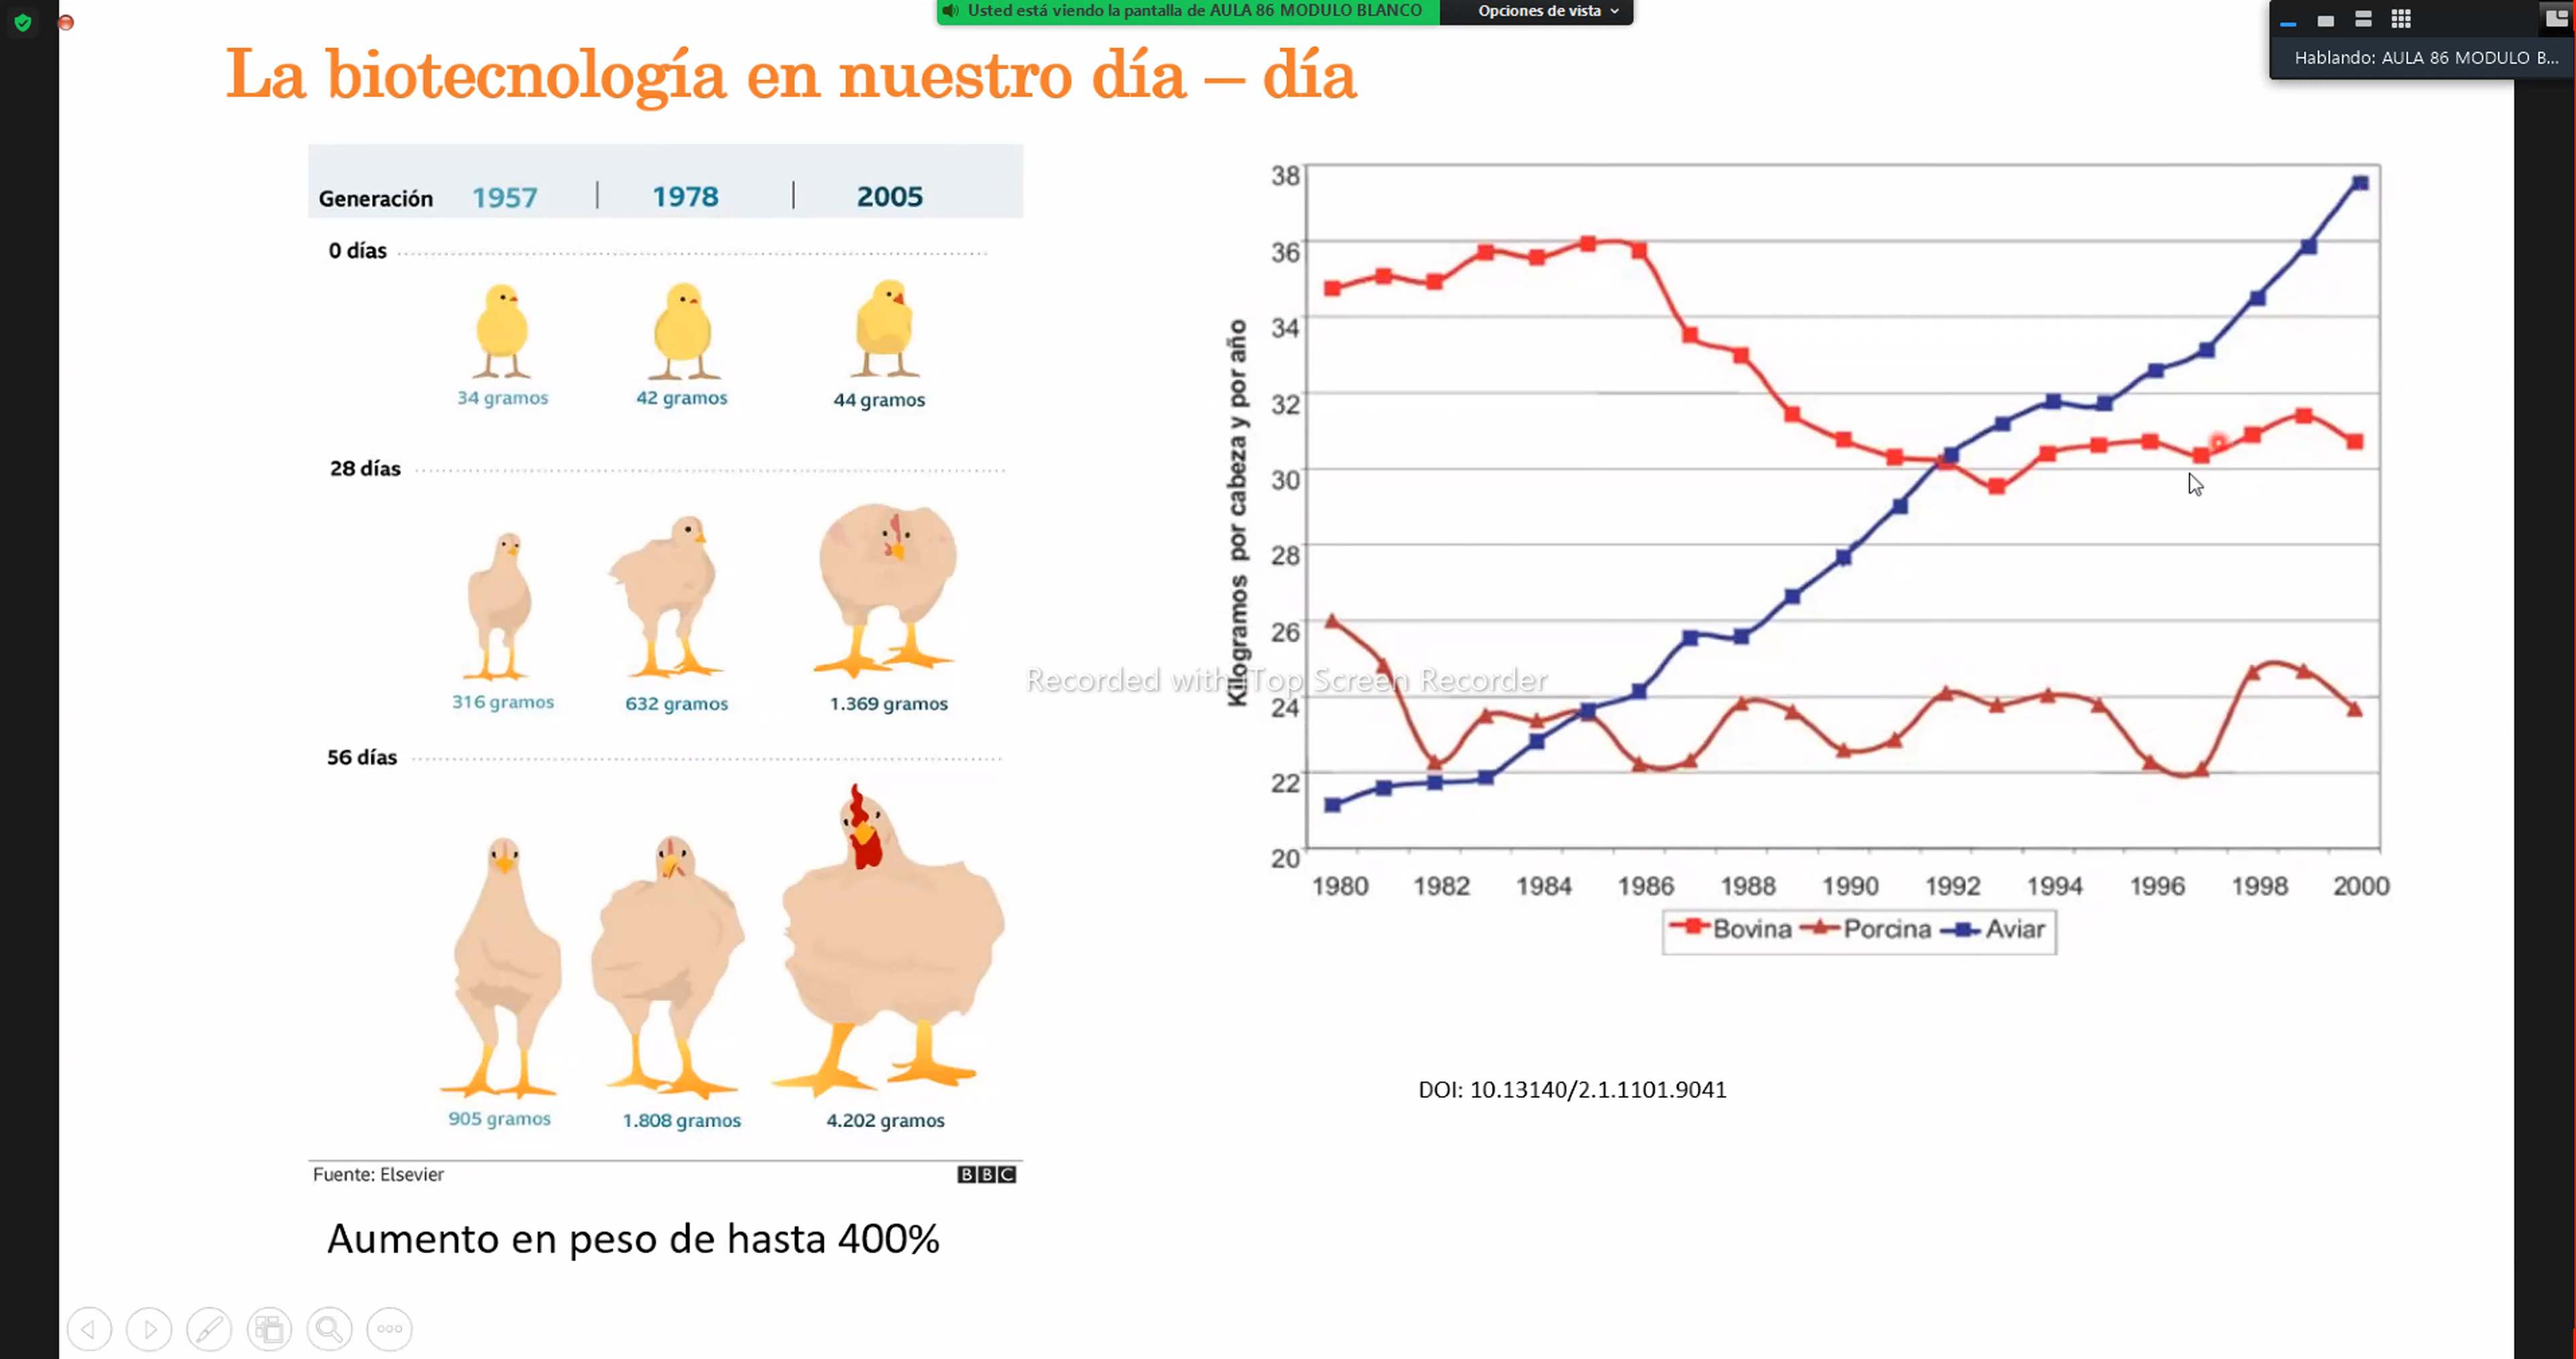 Usted está viendo la pantalla de AULA 86 MODULO BLANCO
Opciones de vista
Hablando: AULA 86 MODULO B...
La biotecnología en nuestro día – día
Generación 1957 | 1978 | 2005
0 días
34 gramos 42 gramos 44 gramos
28 días
316 gramos 632 gramos 1.369 gramos
56 días
905 gramos 1.808 gramos 4.202 gramos
Fuente: Elsevier BBC
Aumento en peso de hasta 400%
Kilogramos por cabeza y por año
38
36
34
32
30
28
26
24
22
20
1980 1982 1984 1986 1988 1990 1992 1994 1996 1998 2000
Bovina Porcina Aviar
Recorded with iTop Screen Recorder
DOI: 10.13140/2.1.1101.9041